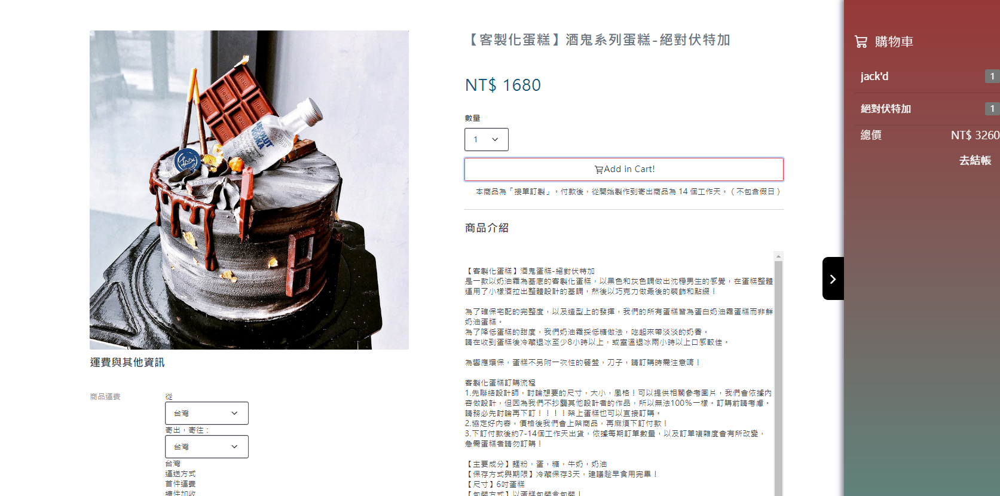 【客製化蛋糕】酒鬼系列蛋糕-絕對伏特加
NT$ 1680
數量
1
Add in Cart!
本商品為「接單訂製」。付款後，從開始製作到寄出商品為 14 個工作天。（不包含假日）
商品介紹
【客製化蛋糕】酒鬼蛋糕-絕對伏特加
是一款以奶油霜為基底的客製化蛋糕，以黑色和灰色調做出沈穩男生的感覺，在蛋糕整體
運用了小樣酒拉出整體設計的基調，然後以巧克力做最後的裝飾和點綴！
為了確保宅配的完整度，以及造型上的發揮，我們的所有蛋糕皆為蛋白奶油霜蛋糕而非鮮
奶油蛋糕。
為了降低蛋糕的甜度，我們奶油霜採低糖做法，吃起來帶淡淡的奶香。
請在收到蛋糕後冷藏退冰至少8小時以上，或室溫退冰兩小時以上口感較佳。
為響應環保，蛋糕不另附一次性的餐盤，刀子，請訂購時需注意唷！
客製化蛋糕訂購流程
1.先聯絡設計師，討論想要的尺寸，大小，風格！可以提供相關參考圖片，我們會依據內
容做設計，但因為我們不抄襲其他設計者的作品，所以無法100%一樣。訂購前請考慮。
請務必先討論再下訂！！！！架上蛋糕也可以直接訂購。
2.協定好內容，價格後我們會上架商品，再麻煩下訂付款！
3.下訂付款後約7-14個工作天出貨，依據每期訂單數量，以及訂單複雜度會有所改變，
急需蛋糕者請勿訂購！
【主要成分】麵粉，蛋，糖，牛奶，奶油
【保存方式與期限】冷藏保存3天，建議趁早食用完畢！
【尺寸】6吋蛋糕
【包裝方式】以蛋糕包裝盒包裝！
ABSOLUT
VODKA
運費與其他資訊
商品運費
從
台灣
寄出，寄往：
台灣
台灣
運送方式
首件運費
續件加收
購物車
jack'd 1
絕對伏特加 1
總價 NT$ 3260
去結帳